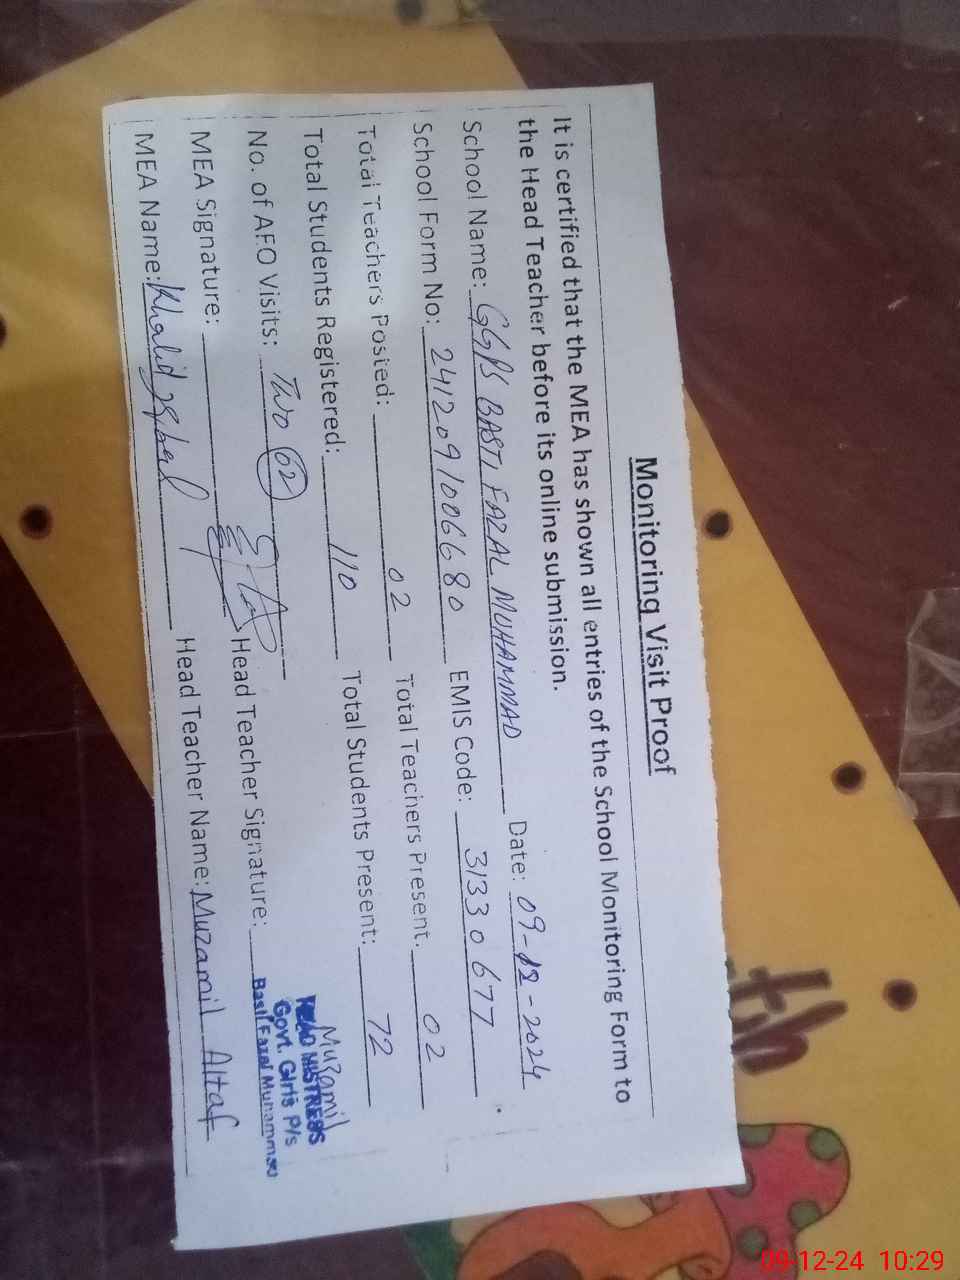 Monitoring Visit Proof
It is certified that the MEA has shown all entries of the School Monitoring Form to
the Head Teacher before its online submission.
School Name: GGPS BASTI FAZAL MUHAMMAD Date: 09-12-2024
School Form No: 2412091006680 EMIS Code: 31330677
Total Teachers Posted: 02 Total Teachers Present. 02
Total Students Registered: 110 Total Students Present: 72
No. of AEO Visits: Two 02
MEA Signature: Head Teacher Signature: Muzamil
HEAD MISTRESS
Govt. Girls P/s
Basti Fazal Muhammad
MEA Name: Khalid Iqbal Head Teacher Name: Muzamil Altaf
09-12-24 10:29